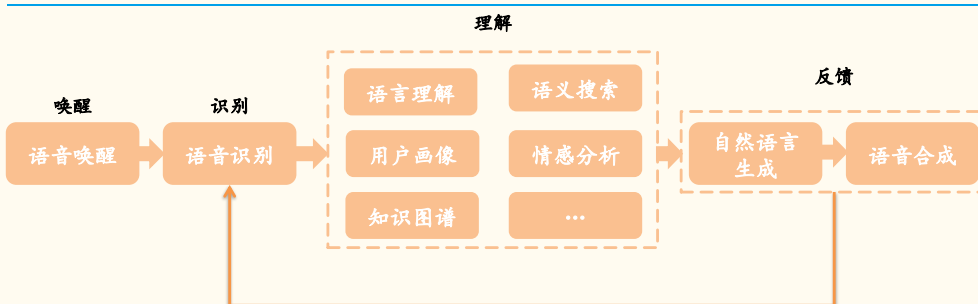 理解
反馈
唤醒
识别
语音唤醒
语音识别
语言理解
语义搜索
用户画像
情感分析
知识图谱
...
自然语言
生成
语音合成